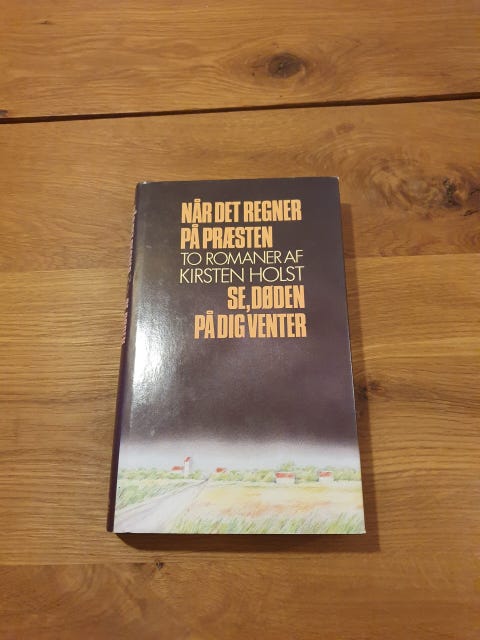 NÅR DET REGNER
PÅ PRÆSTEN
TO ROMANER AF
KIRSTEN HOLST
SE, DØDEN
PÅ DIG VENTER